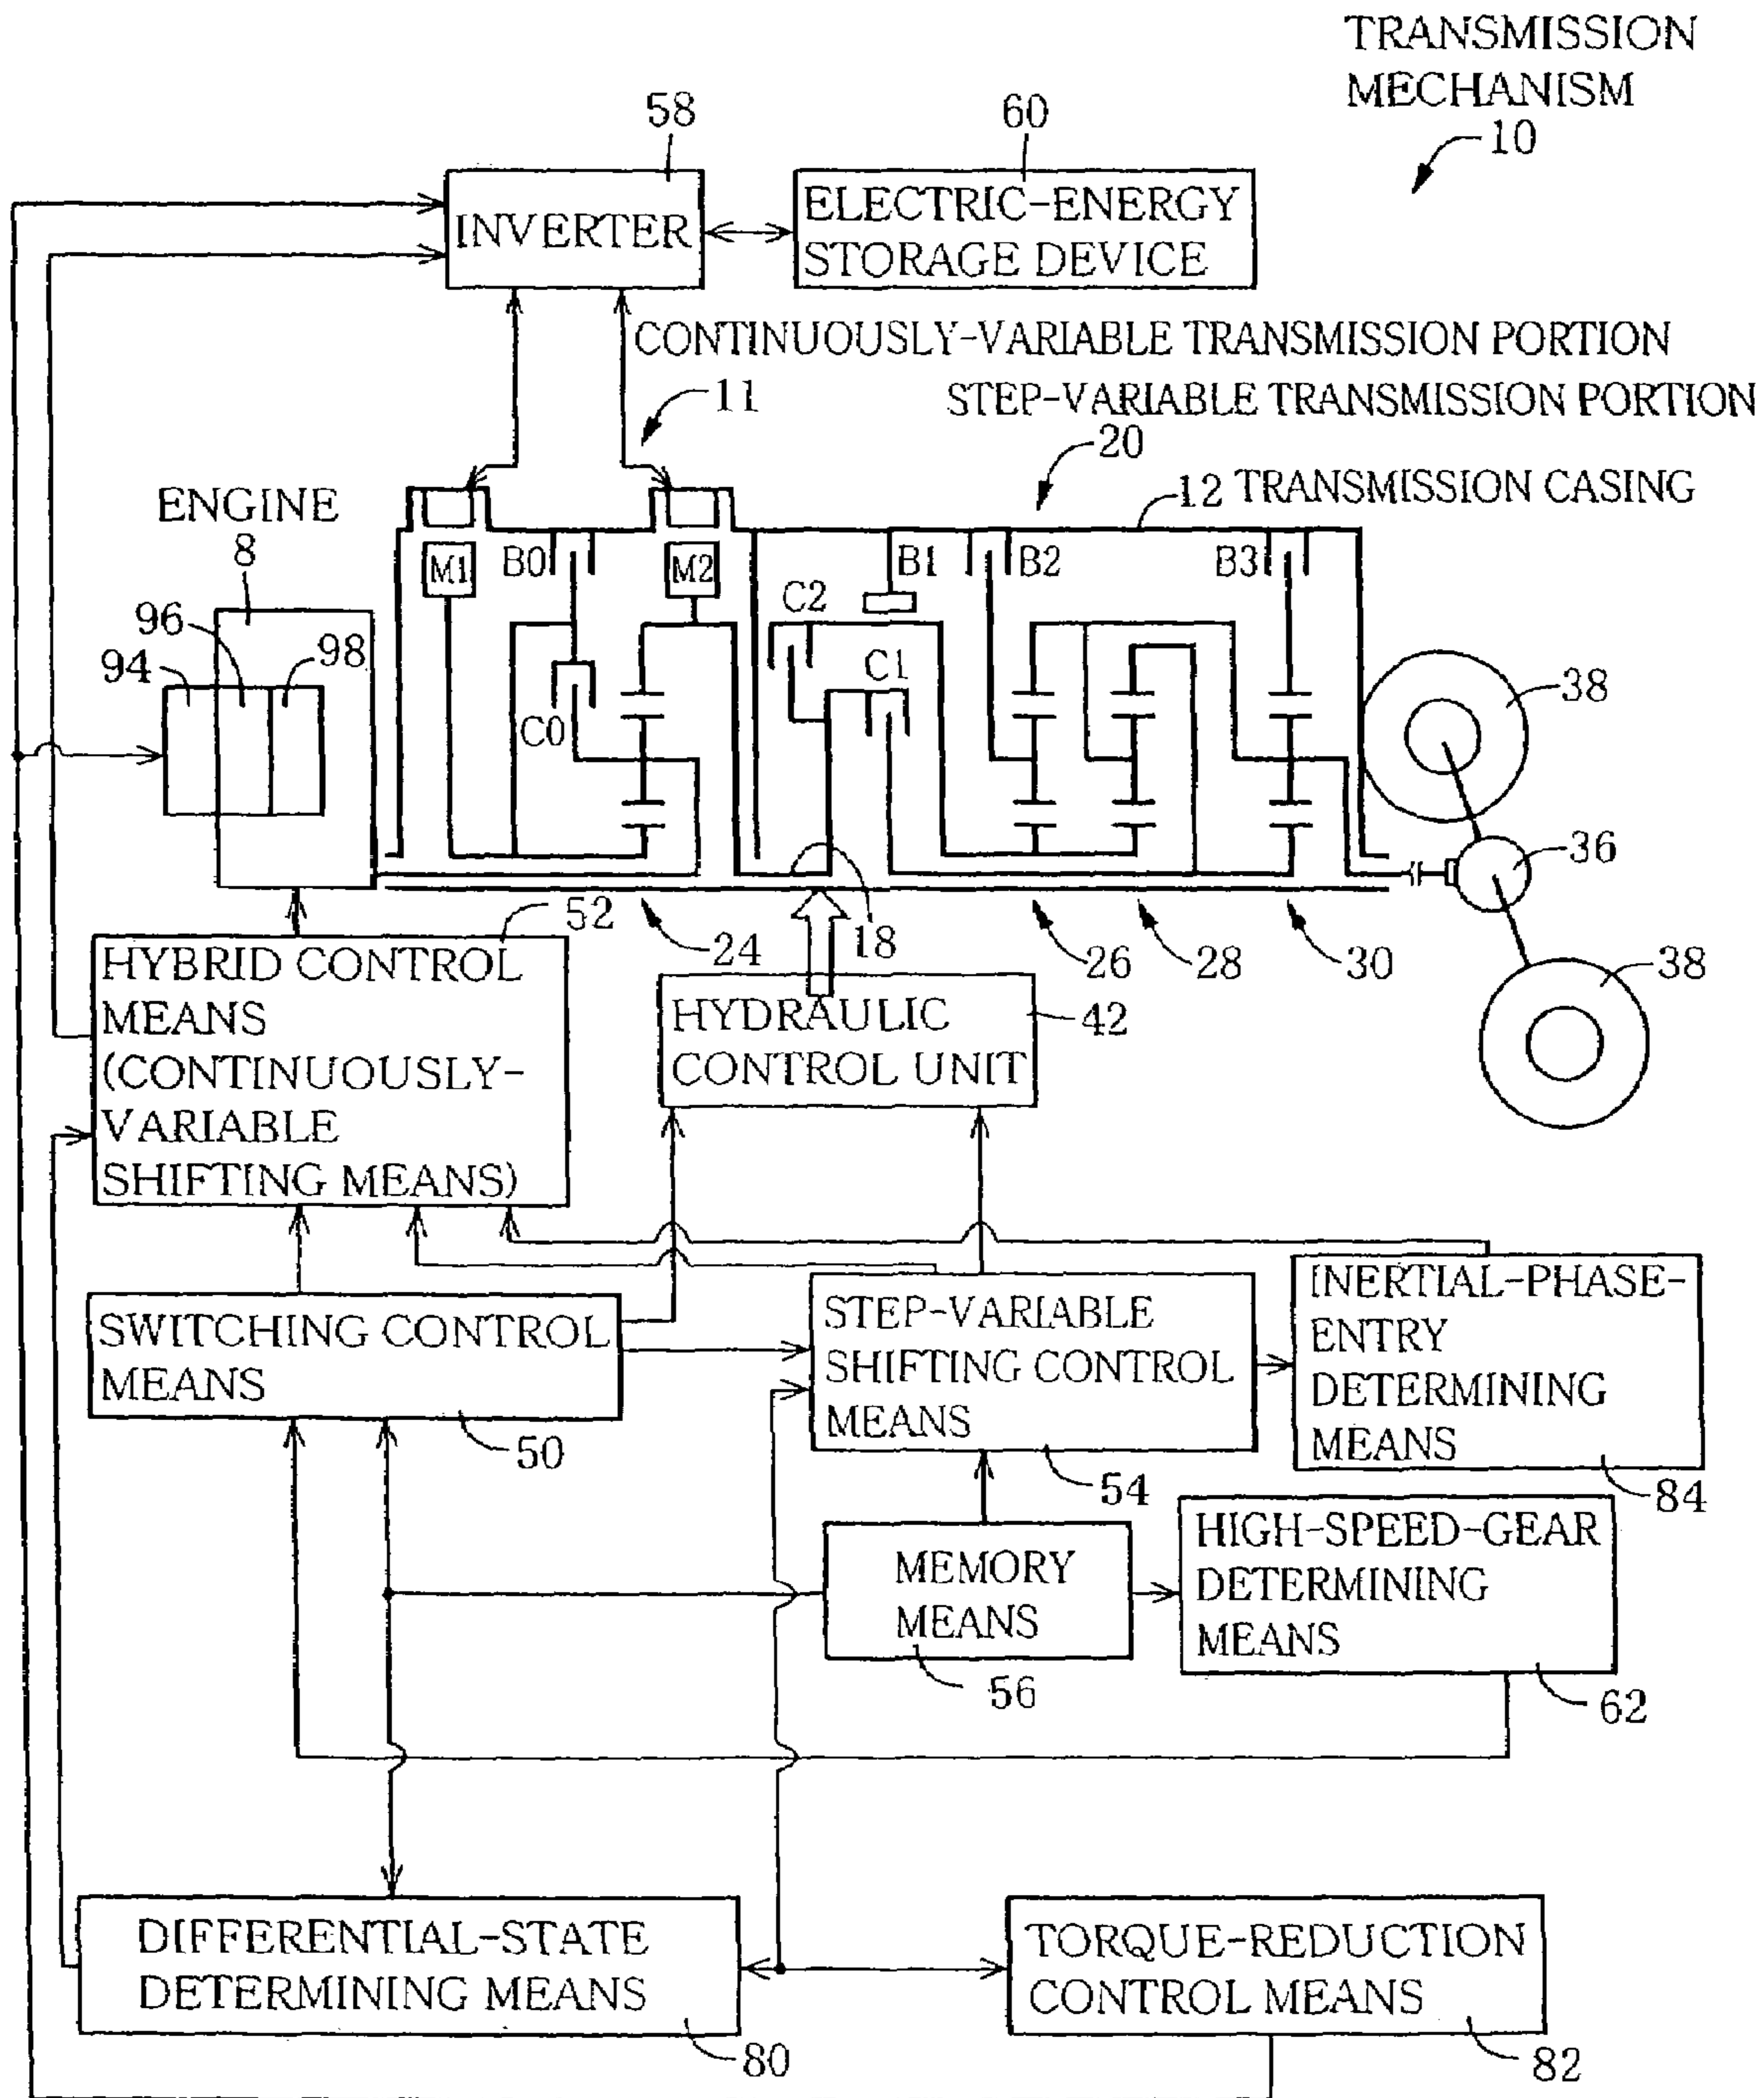 TRANSMISSION
MECHANISM
10
58
60
INVERTER
ELECTRIC-ENERGY
STORAGE DEVICE
CONTINUOUSLY-VARIABLE TRANSMISSION PORTION
11
STEP-VARIABLE TRANSMISSION PORTION
20
12 TRANSMISSION CASING
ENGINE
8
M1
B0
M2
B1
B2
B3
C2
C1
C0
96
94
98
38
36
38
52
24
18
26
28
30
HYBRID CONTROL
MEANS
(CONTINUOUSLY-
VARIABLE
SHIFTING MEANS)
HYDRAULIC
CONTROL UNIT
42
SWITCHING CONTROL
MEANS
50
STEP-VARIABLE
SHIFTING CONTROL
MEANS
54
INERTIAL-PHASE-
ENTRY
DETERMINING
MEANS
84
MEMORY
MEANS
56
HIGH-SPEED-GEAR
DETERMINING
MEANS
62
DIFFERENTIAL-STATE
DETERMINING MEANS
80
TORQUE-REDUCTION
CONTROL MEANS
82